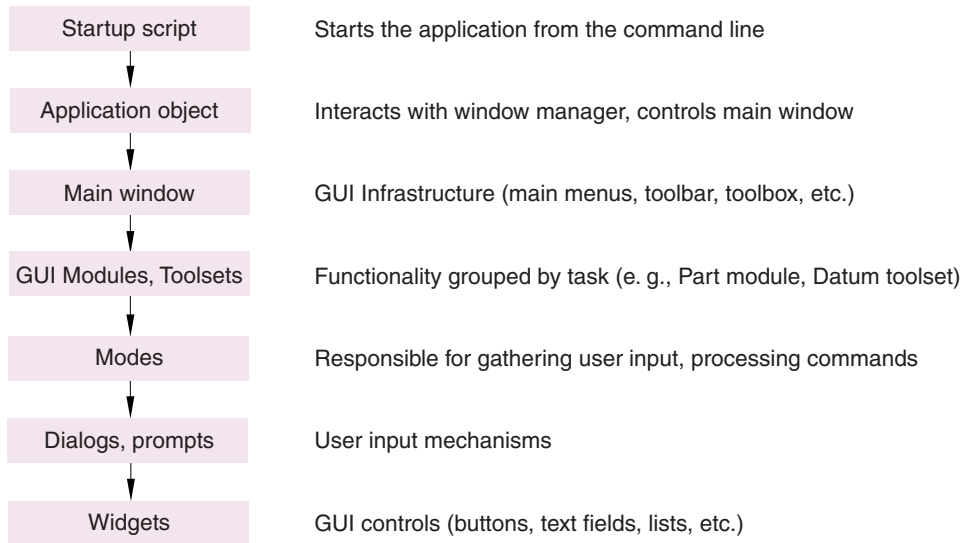 Startup script
Starts the application from the command line
Application object
Interacts with window manager, controls main window
Main window
GUI Infrastructure (main menus, toolbar, toolbox, etc.)
GUI Modules, Toolsets
Functionality grouped by task (e. g., Part module, Datum toolset)
Modes
Responsible for gathering user input, processing commands
Dialogs, prompts
User input mechanisms
Widgets
GUI controls (buttons, text fields, lists, etc.)